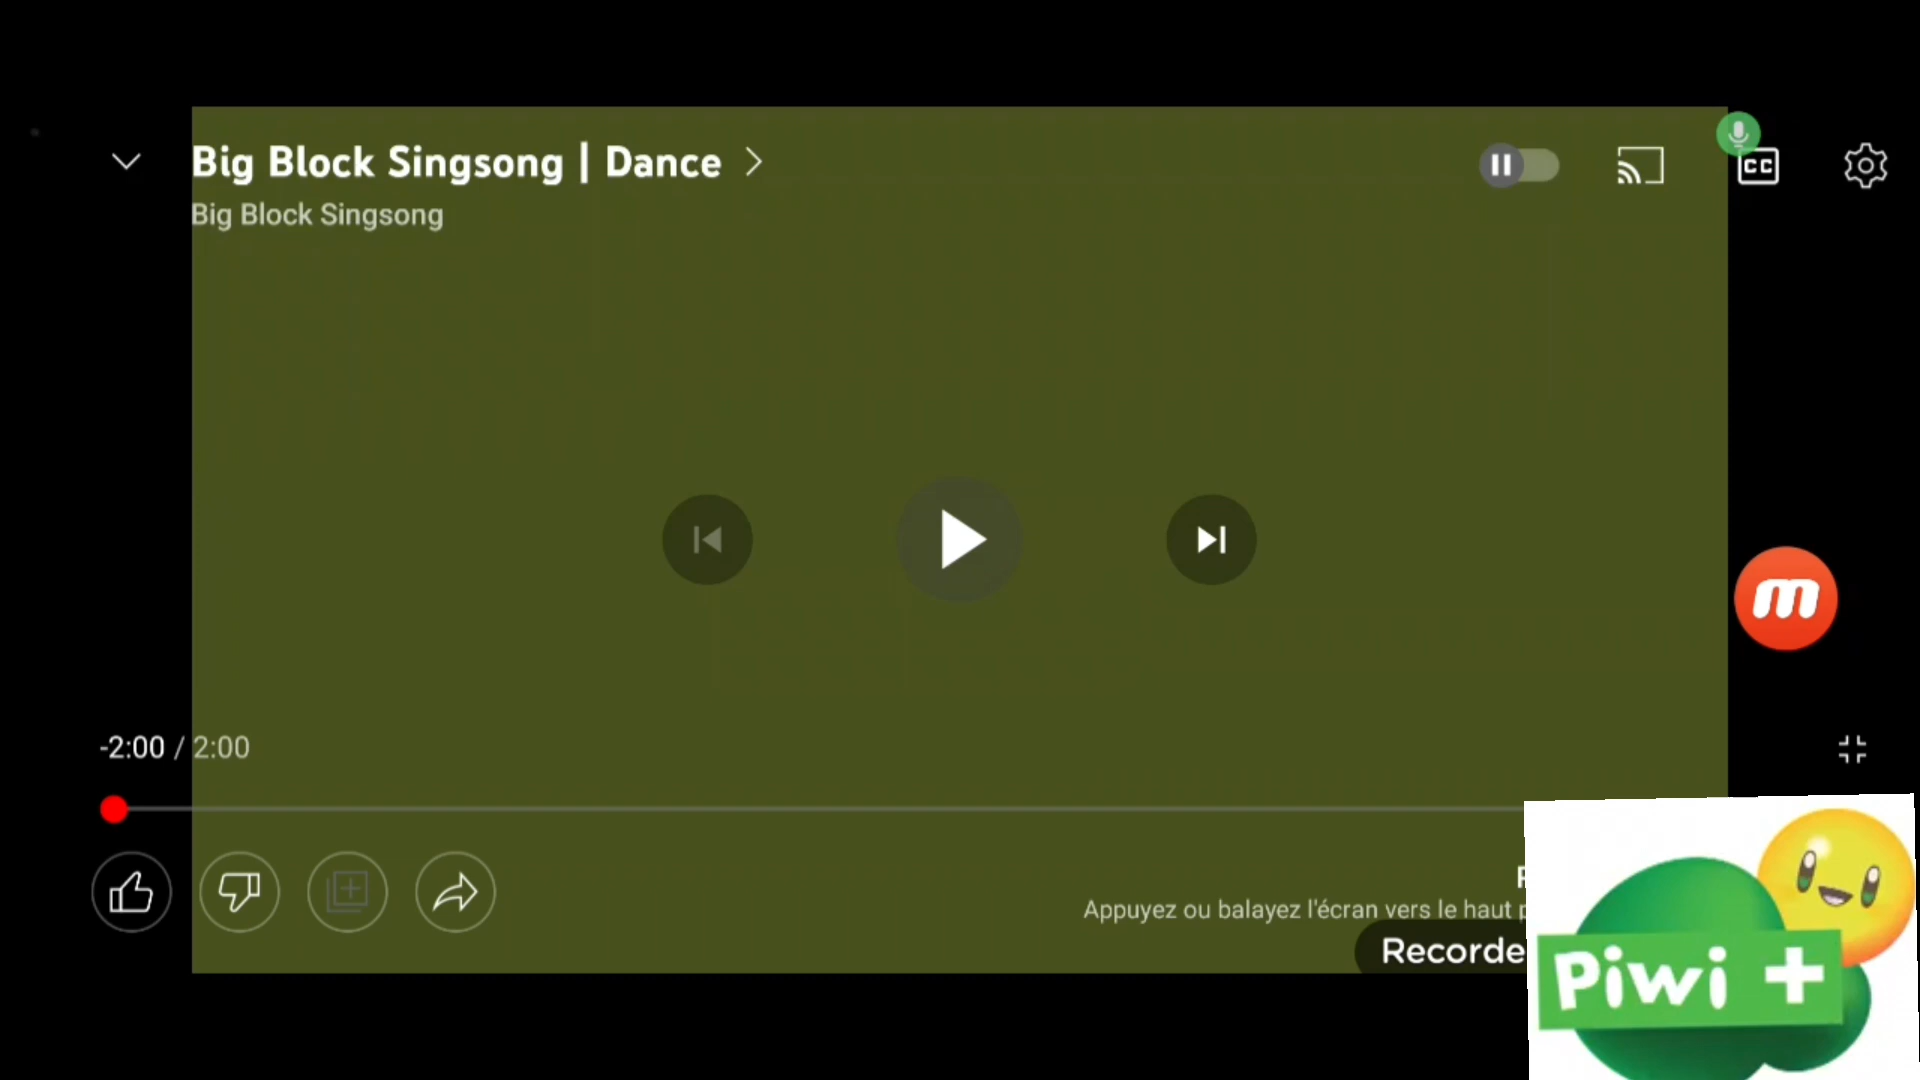 Big Block Singsong | Dance
Big Block Singsong
CC
m
-2:00 / 2:00
Appuyez ou balayez l'écran vers le haut
Piwi +